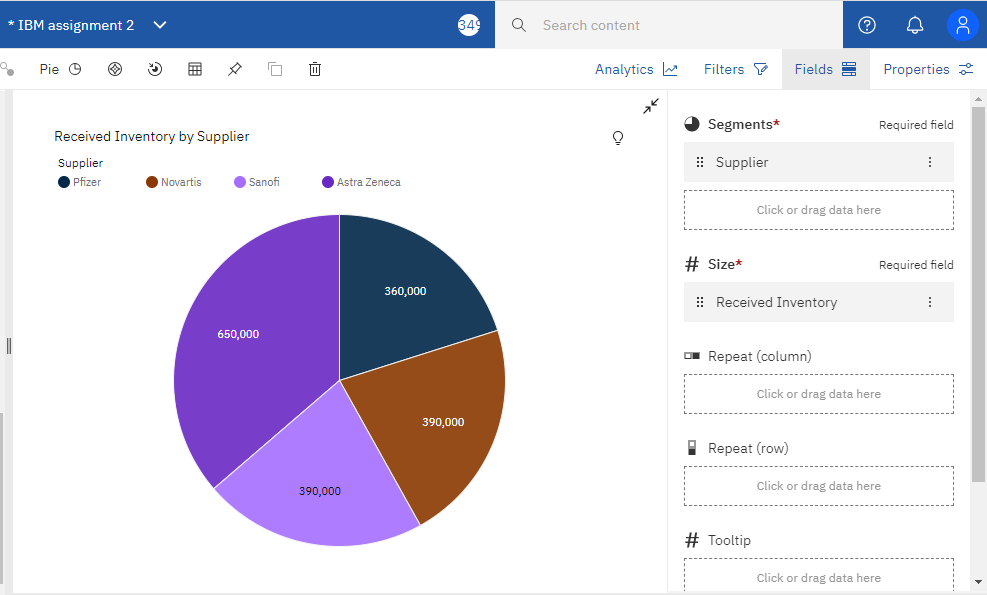 * IBM assignment 2
349
Search content
Pie
Analytics
Filters
Fields
Properties
Received Inventory by Supplier
Supplier
Pfizer
Novartis
Sanofi
Astra Zeneca
360,000
650,000
390,000
390,000
Segments*
Required field
Supplier
Click or drag data here
# Size*
Required field
Received Inventory
Repeat (column)
Click or drag data here
Repeat (row)
Click or drag data here
# Tooltip
Click or drag data here